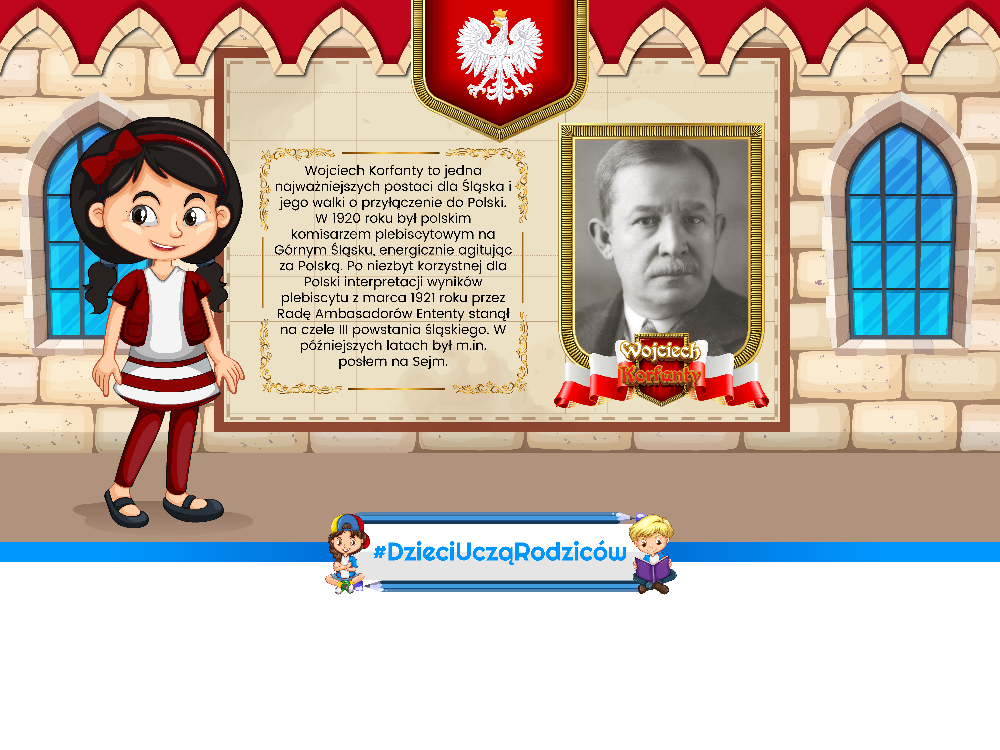 Wojciech Korfanty to jedna
najważniejszych postaci dla Śląska i
jego walki o przyłączenie do Polski.
W 1920 roku był polskim
komisarzem plebiscytowym na
Górnym Śląsku, energicznie agitując
za Polską. Po niezbyt korzystnej dla
Polski interpretacji wyników
plebiscytu z marca 1921 roku przez
Radę Ambasadorów Ententy stanął
na czele III powstania śląskiego. W
późniejszych latach był m.in.
posłem na Sejm.
Wojciech
Korfanty
#DzieciUcząRodziców